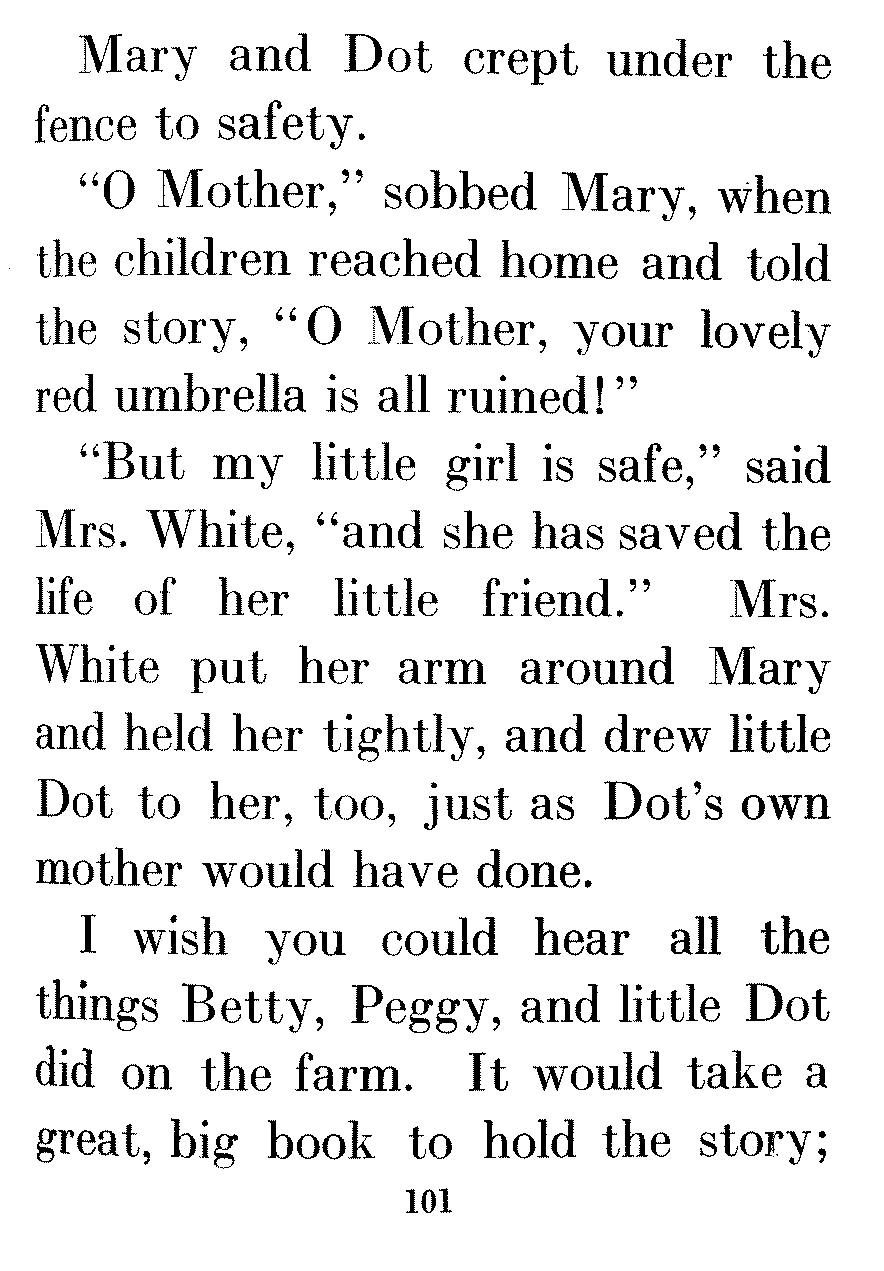 Mary and Dot crept under the
fence to safety.
“O Mother,” sobbed Mary, when
the children reached home and told
the story, “O Mother, your lovely
red umbrella is all ruined!”
“But my little girl is safe,” said
Mrs. White, “and she has saved the
life of her little friend.” Mrs.
White put her arm around Mary
and held her tightly, and drew little
Dot to her, too, just as Dot’s own
mother would have done.
I wish you could hear all the
things Betty, Peggy, and little Dot
did on the farm. It would take a
great, big book to hold the story;
101